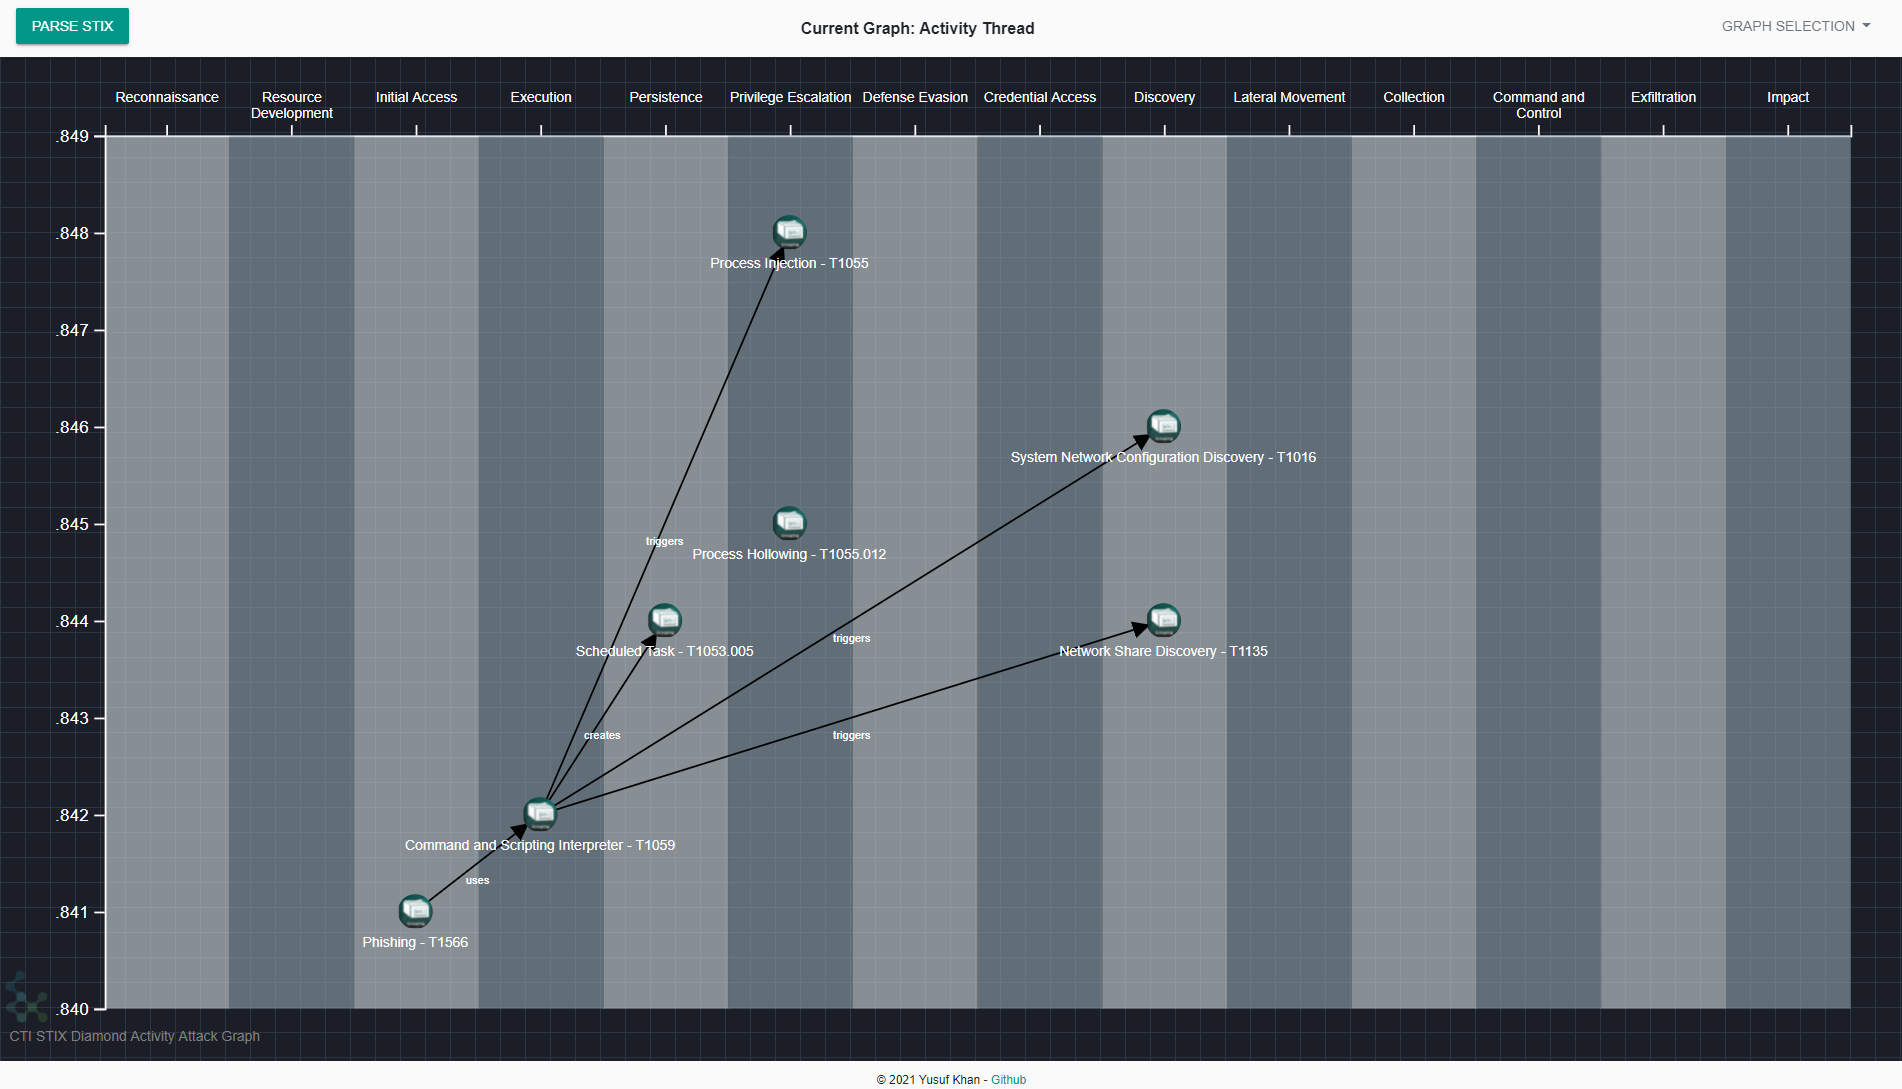 PARSE STIX
Current Graph: Activity Thread
GRAPH SELECTION
Reconnaissance
Resource
Development
Initial Access
Execution
Persistence
Privilege Escalation
Defense Evasion
Credential Access
Discovery
Lateral Movement
Collection
Command and
Control
Exfiltration
Impact
.849
.848
Process Injection - T1055
.847
.846
System Network Configuration Discovery - T1016
.845
triggers
Process Hollowing - T1055.012
.844
triggers
Scheduled Task - T1053.005
Network Share Discovery - T1135
.843
creates
triggers
.842
Command and Scripting Interpreter - T1059
uses
.841
Phishing - T1566
.840
CTI STIX Diamond Activity Attack Graph
© 2021 Yusuf Khan - Github